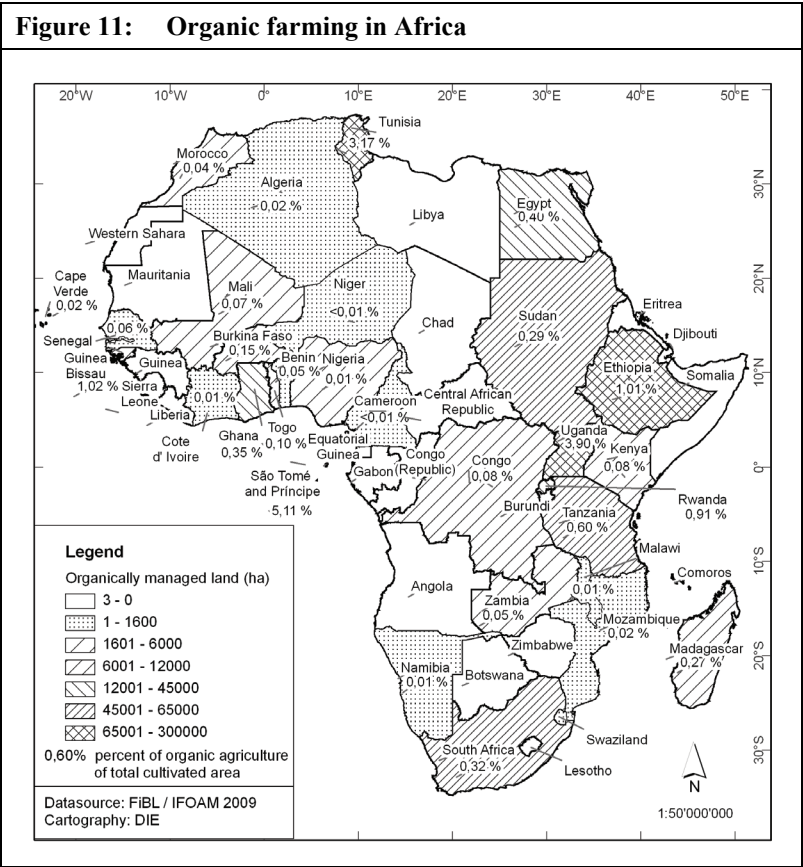 Figure 11: Organic farming in Africa
20°W 10°W 0° 10°E 20°E 30°E 40°E 50°E
Tunisia
3,17 %
Morocco
0,04 %
Algeria
0,02 %
Libya
Egypt
0,40 %
30°N
Western Sahara
Mauritania
Cape
Verde
0,02 %
Mali
0,07 %
Niger
<0,01 %
Chad
Sudan
0,29 %
20°N
Eritrea
Djibouti
0,06 %
Senegal
Guinea
Bissau
1,02 %
Guinea
Sierra
Leone
Liberia
Burkina Faso
0,15 %
Benin
0,05 %
Nigeria
0,01 %
Ethiopia
1,01 %
Somalia
10°N
0,01 %
Cote
d' Ivoire
Ghana
0,35 %
Togo
0,10 %
Cameroon
<0,01 %
Central African
Republic
Equatorial
Guinea
São Tomé
and Príncipe
5,11 %
Gabon
Congo
(Republic)
Congo
0,08 %
Uganda
3,90 %
Kenya
0,08 %
0°
Rwanda
0,91 %
Burundi
Tanzania
0,60 %
Malawi
0,01 %
10°S
Comoros
Angola
Zambia
0,05 %
Mozambique
0,02 %
Zimbabwe
Madagascar
0,27 %
20°S
Namibia
0,01 %
Botswana
Swaziland
South Africa
0,32 %
Lesotho
30°S
N
1:50'000'000
Legend
Organically managed land (ha)
3 - 0
1 - 1600
1601 - 6000
6001 - 12000
12001 - 45000
45001 - 65000
65001 - 300000
0,60% percent of organic agriculture
of total cultivated area
Datasource: FiBL / IFOAM 2009
Cartography: DIE